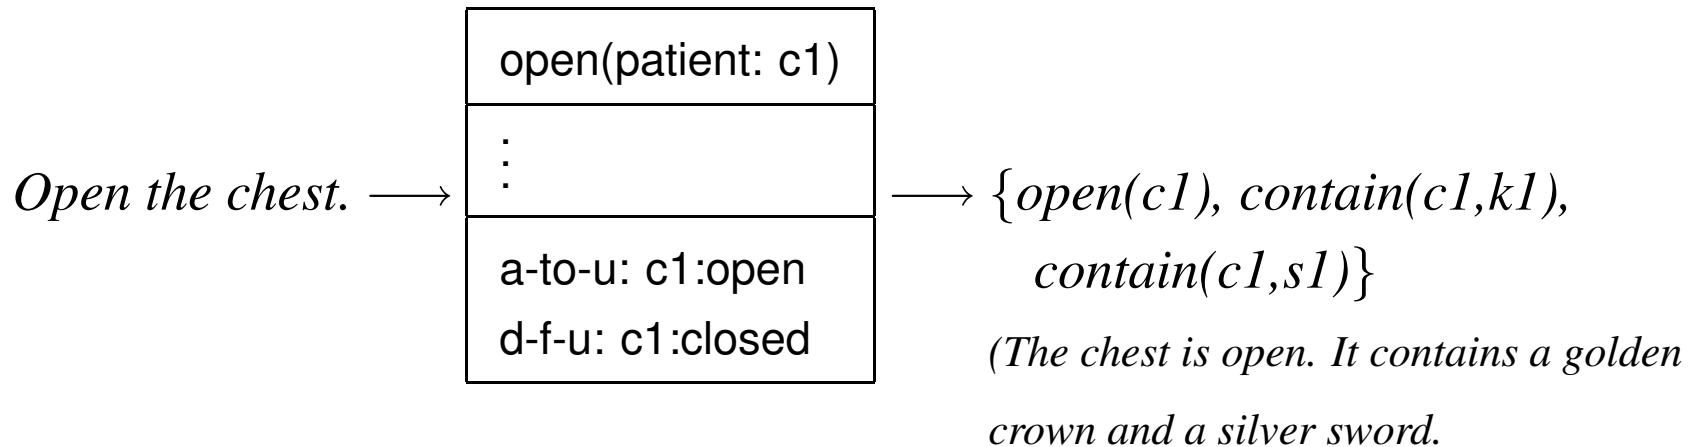 open(patient: c1)
⋮
Open the chest. ⟶
⟶ {open(c1), contain(c1,k1),
contain(c1,s1)}
a-to-u: c1:open
d-f-u: c1:closed
(The chest is open. It contains a golden
crown and a silver sword.